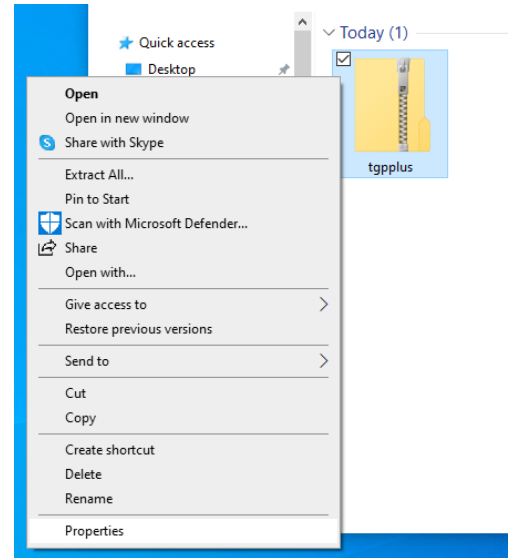 Quick access
Desktop
Today (1)
tgpplus
Open
Open in new window
Share with Skype
Extract All...
Pin to Start
Scan with Microsoft Defender...
Share
Open with...
Give access to
Restore previous versions
Send to
Cut
Copy
Create shortcut
Delete
Rename
Properties